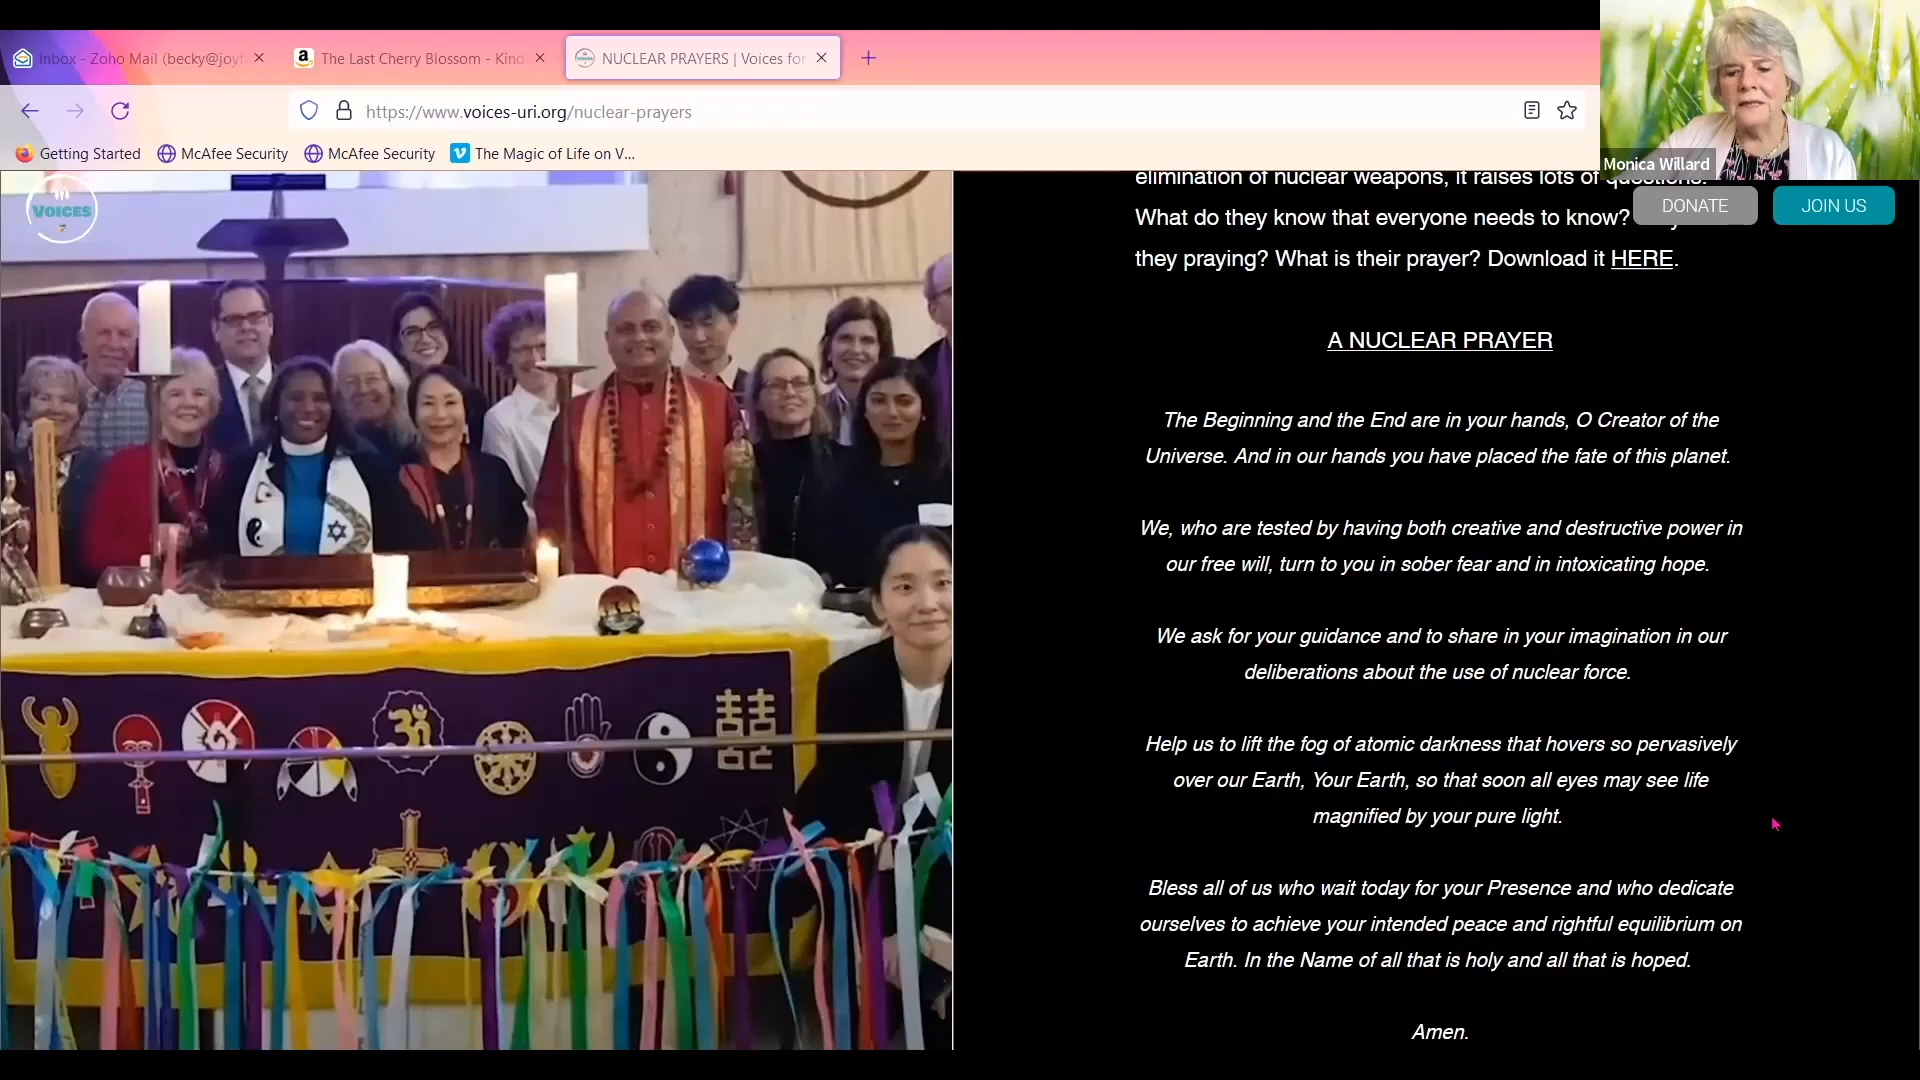 Inbox - Zoho Mail (becky@joyf
The Last Cherry Blossom - Kind
NUCLEAR PRAYERS | Voices for
https://www.voices-uri.org/nuclear-prayers
Getting Started
McAfee Security
McAfee Security
The Magic of Life on V...
Monica Willard
VOICES
DONATE
JOIN US
elimination of nuclear weapons, it raises lots of questions.
What do they know that everyone needs to know?
they praying? What is their prayer? Download it HERE.
A NUCLEAR PRAYER
The Beginning and the End are in your hands, O Creator of the
Universe. And in our hands you have placed the fate of this planet.
We, who are tested by having both creative and destructive power in
our free will, turn to you in sober fear and in intoxicating hope.
We ask for your guidance and to share in your imagination in our
deliberations about the use of nuclear force.
Help us to lift the fog of atomic darkness that hovers so pervasively
over our Earth, Your Earth, so that soon all eyes may see life
magnified by your pure light.
Bless all of us who wait today for your Presence and who dedicate
ourselves to achieve your intended peace and rightful equilibrium on
Earth. In the Name of all that is holy and all that is hoped.
Amen.